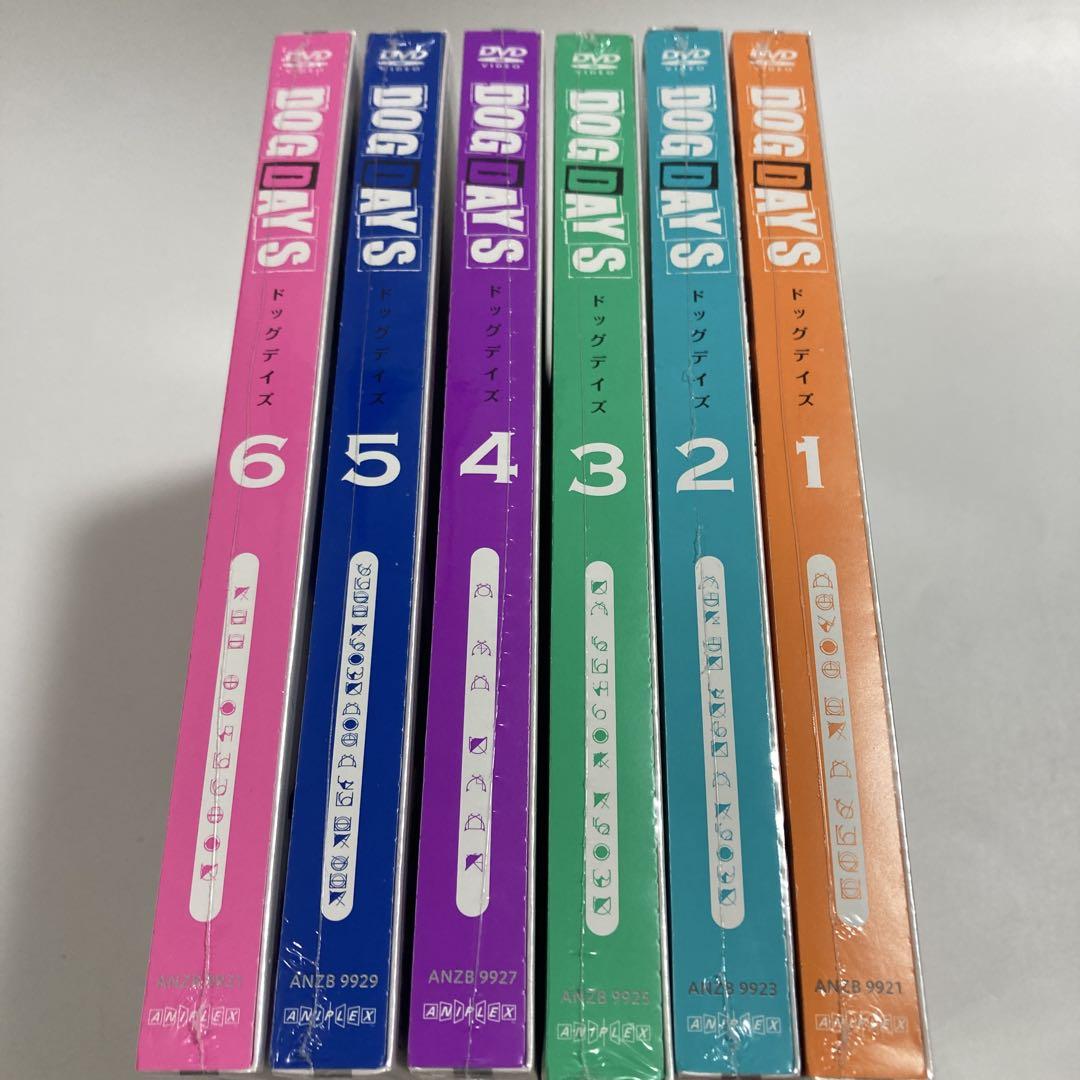 DVD
VIDEO
DOG DAYS
ドッグデイズ
6
ANZB 9931
ANIPLEX
DVD
VIDEO
DOG DAYS
ドッグデイズ
5
ANZB 9929
ANIPLEX
DVD
VIDEO
DOG DAYS
ドッグデイズ
4
ANZB 9927
ANIPLEX
DVD
VIDEO
DOG DAYS
ドッグデイズ
3
ANZB 9925
ANIPLEX
DVD
VIDEO
DOG DAYS
ドッグデイズ
2
ANZB 9923
ANIPLEX
DVD
VIDEO
DOG DAYS
ドッグデイズ
1
ANZB 9921
ANIPLEX